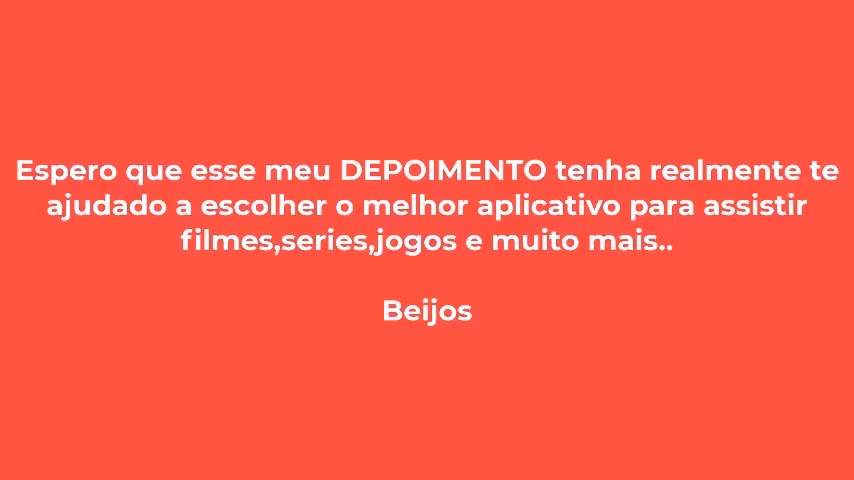 Espero que esse meu DEPOIMENTO tenha realmente te
ajudado a escolher o melhor aplicativo para assistir
filmes,series,jogos e muito mais..
Beijos